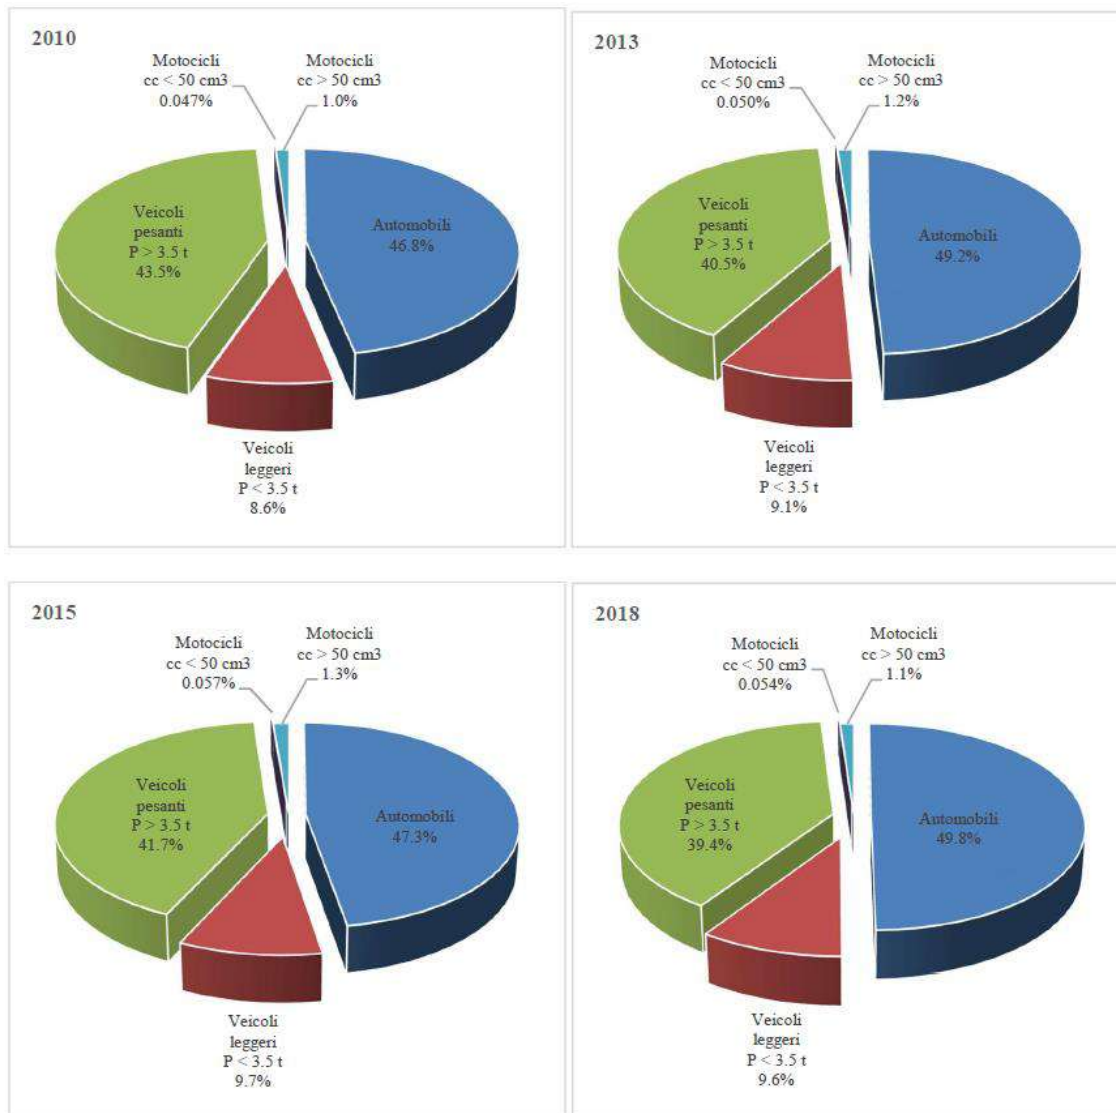 2010
Motocicli
cc < 50 cm3
0.047%
Motocicli
cc > 50 cm3
1.0%
Veicoli
pesanti
P > 3.5 t
43.5%
Automobili
46.8%
Veicoli
leggeri
P < 3.5 t
8.6%
2013
Motocicli
cc < 50 cm3
0.050%
Motocicli
cc > 50 cm3
1.2%
Veicoli
pesanti
P > 3.5 t
40.5%
Automobili
49.2%
Veicoli
leggeri
P < 3.5 t
9.1%
2015
Motocicli
cc < 50 cm3
0.057%
Motocicli
cc > 50 cm3
1.3%
Veicoli
pesanti
P > 3.5 t
41.7%
Automobili
47.3%
Veicoli
leggeri
P < 3.5 t
9.7%
2018
Motocicli
cc < 50 cm3
0.054%
Motocicli
cc > 50 cm3
1.1%
Veicoli
pesanti
P > 3.5 t
39.4%
Automobili
49.8%
Veicoli
leggeri
P < 3.5 t
9.6%